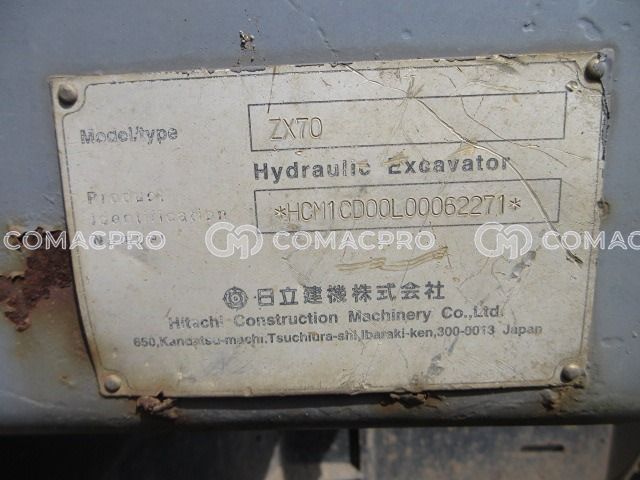 Model/type ZX70
Hydraulic Excavator
Product
Identification *HCM1CD00L00062271*
COMACPRO COMACPRO COMACPRO
日立建機株式会社
Hitachi Construction Machinery Co.,Ltd.
650,Kandatsu-machi,Tsuchiura-shi,Ibaraki-ken,300-0013 Japan